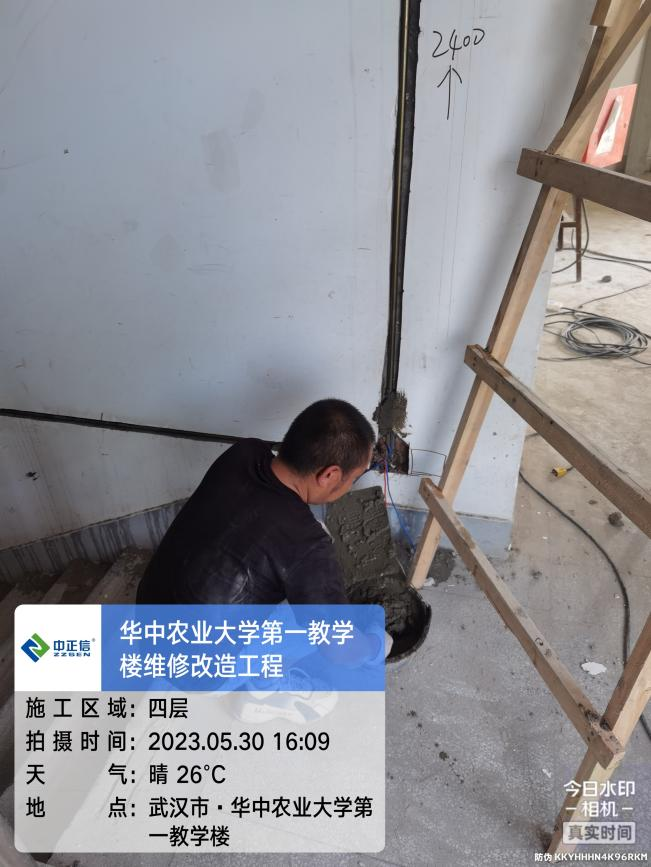 2400
中正信
ZZSEN
华中农业大学第一教学
楼维修改造工程
施工区域：四层
拍摄时间：2023.05.30 16:09
天气：晴 26℃
地点：武汉市·华中农业大学第
一教学楼
今日水印
相机
真实时间
防伪 KKYHHHN4K96RKM